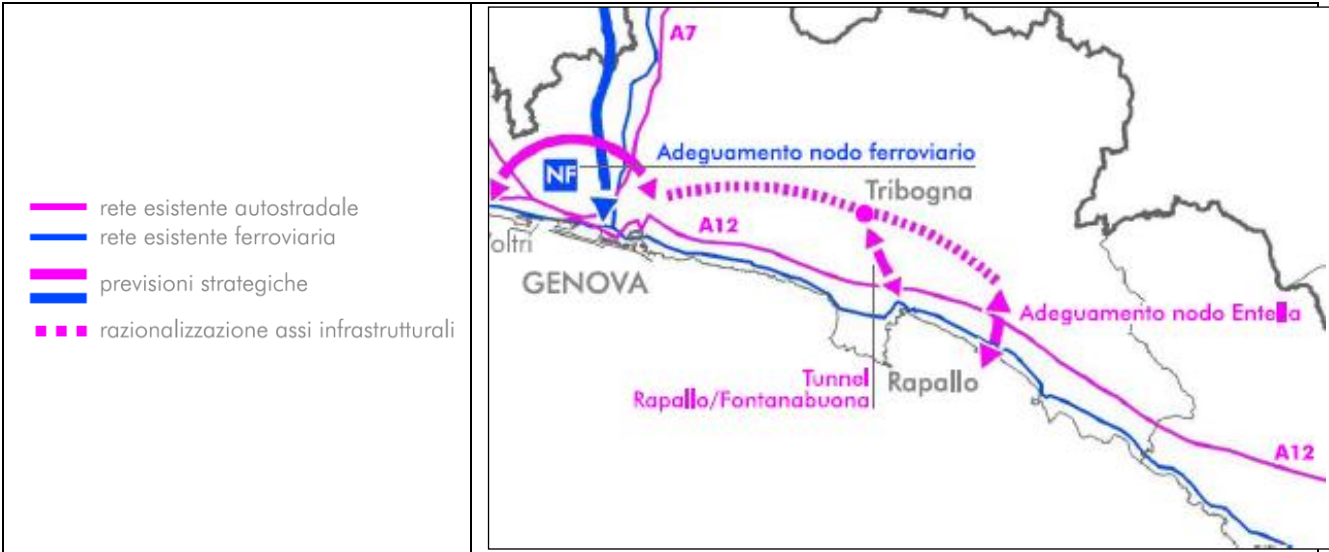 rete esistente autostradale
rete esistente ferroviaria
previsioni strategiche
razionalizzazione assi infrastrutturali
A7
Adeguamento nodo ferroviario
NF
Tribogna
A12
oltri
GENOVA
Adeguamento nodo Entella
Tunnel
Rapallo/Fontanabuona
Rapallo
A12